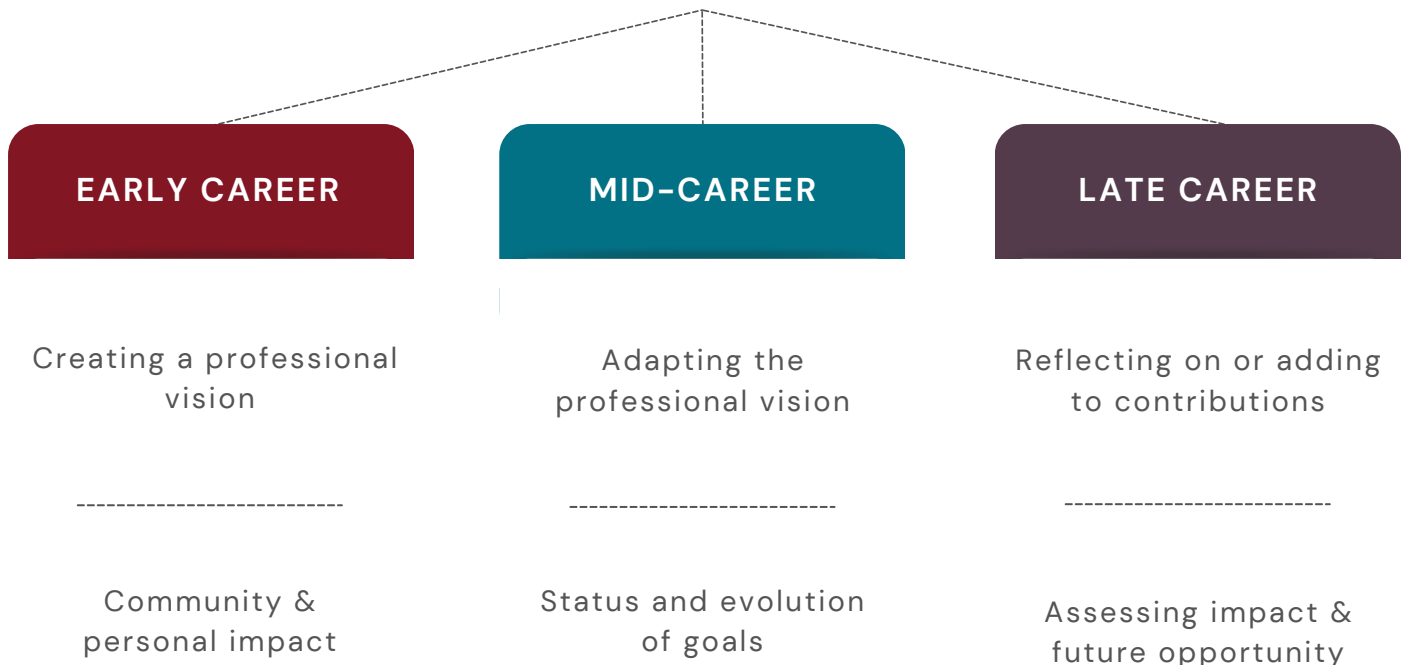 EARLY CAREER
Creating a professional
vision
Community &
personal impact
MID-CAREER
Adapting the
professional vision
Status and evolution
of goals
LATE CAREER
Reflecting on or adding
to contributions
Assessing impact &
future opportunity